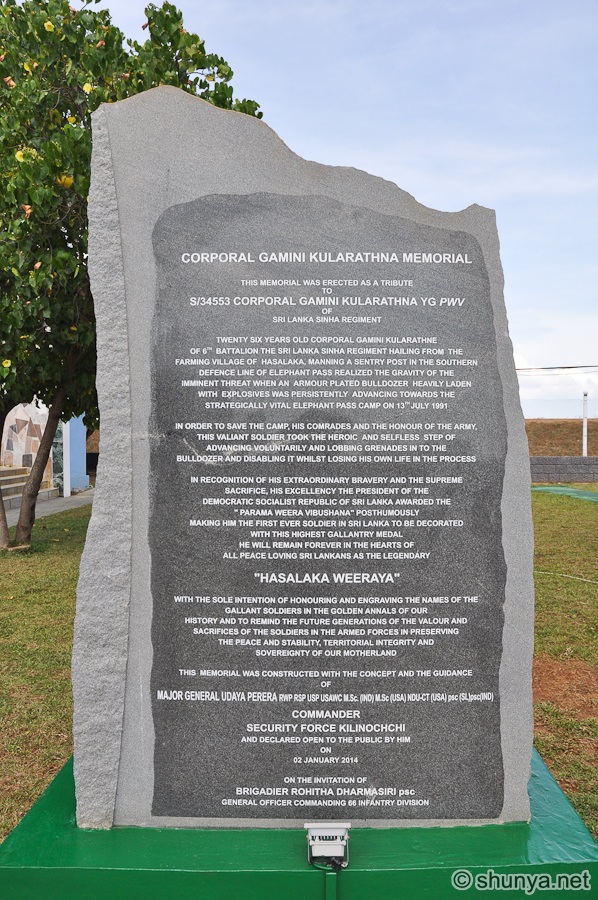 CORPORAL GAMINI KULARATHNA MEMORIAL
THIS MEMORIAL WAS ERECTED AS A TRIBUTE
TO
S/34553 CORPORAL GAMINI KULARATHNA YG PWV
OF
SRI LANKA SINHA REGIMENT
TWENTY SIX YEARS OLD CORPORAL GAMINI KULARATHNE
OF 6TH BATTALION THE SRI LANKA SINHA REGIMENT HAILING FROM THE
FARMING VILLAGE OF HASALAKA, MANNING A SENTRY POST IN THE SOUTHERN
DEFENCE LINE OF ELEPHANT PASS REALIZED THE GRAVITY OF THE
IMMINENT THREAT WHEN AN ARMOUR PLATED BULLDOZER HEAVILY LADEN
WITH EXPLOSIVES WAS PERSISTENTLY ADVANCING TOWARDS THE
STRATEGICALLY VITAL ELEPHANT PASS CAMP ON 13TH JULY 1991
IN ORDER TO SAVE THE CAMP, HIS COMRADES AND THE HONOUR OF THE ARMY,
THIS VALIANT SOLDIER TOOK THE HEROIC AND SELFLESS STEP OF
ADVANCING VOLUNTARILY AND LOBBING GRENADES IN TO THE
BULLDOZER AND DISABLING IT WHILST LOSING HIS OWN LIFE IN THE PROCESS
IN RECOGNITION OF HIS EXTRAORDINARY BRAVERY AND THE SUPREME
SACRIFICE, HIS EXCELLENCY THE PRESIDENT OF THE
DEMOCRATIC SOCIALIST REPUBLIC OF SRI LANKA AWARDED THE
" PARAMA WEERA VIBUSHANA" POSTHUMOUSLY
MAKING HIM THE FIRST EVER SOLDIER IN SRI LANKA TO BE DECORATED
WITH THIS HIGHEST GALLANTRY MEDAL
HE WILL REMAIN FOREVER IN THE HEARTS OF
ALL PEACE LOVING SRI LANKANS AS THE LEGENDARY
"HASALAKA WEERAYA"
WITH THE SOLE INTENTION OF HONOURING AND ENGRAVING THE NAMES OF THE
GALLANT SOLDIERS IN THE GOLDEN ANNALS OF OUR
HISTORY AND TO REMIND THE FUTURE GENERATIONS OF THE VALOUR AND
SACRIFICES OF THE SOLDIERS IN THE ARMED FORCES IN PRESERVING
THE PEACE AND STABILITY, TERRITORIAL INTEGRITY AND
SOVEREIGNTY OF OUR MOTHERLAND
THIS MEMORIAL WAS CONSTRUCTED WITH THE CONCEPT AND THE GUIDANCE
OF
MAJOR GENERAL UDAYA PERERA RWP RSP USP USAWC M.Sc. (IND) M.Sc (USA) NDU-CT (USA) psc (SL)psc(IND)
COMMANDER
SECURITY FORCE KILINOCHCHI
AND DECLARED OPEN TO THE PUBLIC BY HIM
ON
02 JANUARY 2014
ON THE INVITATION OF
BRIGADIER ROHITHA DHARMASIRI psc
GENERAL OFFICER COMMANDING 66 INFANTRY DIVISION
©shunya.net